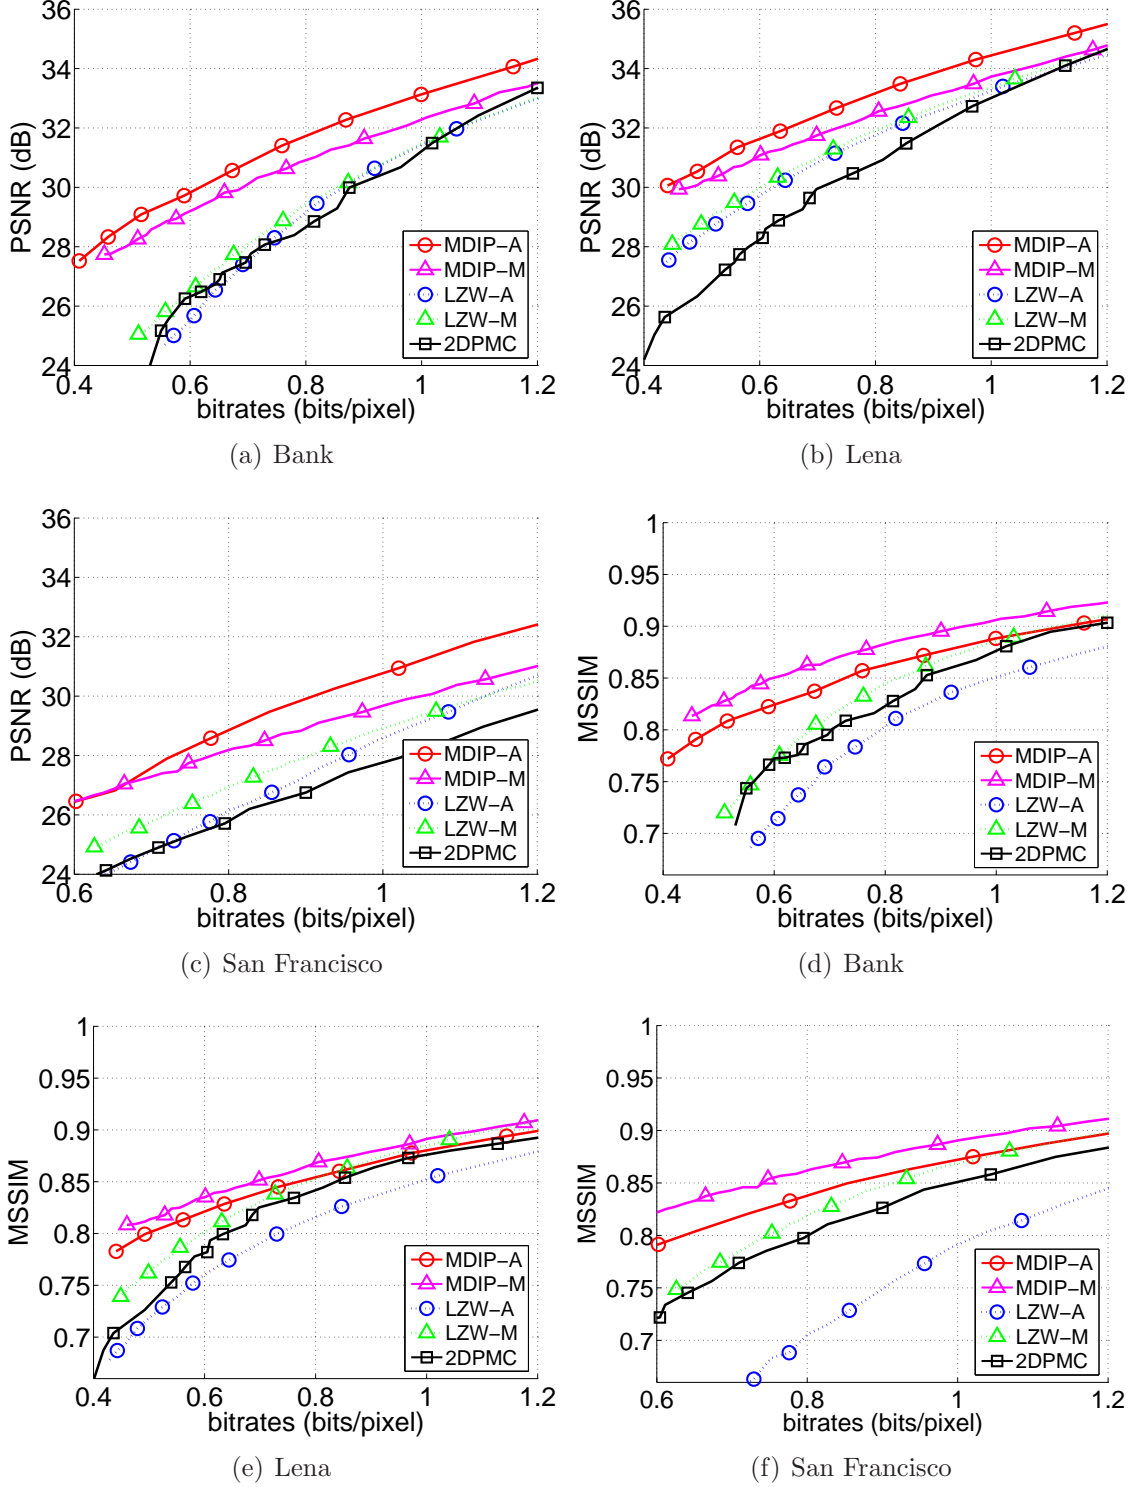 36
34
32
30
28
26
24
PSNR (dB)
0.4
0.6
0.8
1
1.2
bitrates (bits/pixel)
MDIP−A
MDIP−M
LZW−A
LZW−M
2DPMC
(a) Bank
36
34
32
30
28
26
24
PSNR (dB)
0.4
0.6
0.8
1
1.2
bitrates (bits/pixel)
MDIP−A
MDIP−M
LZW−A
LZW−M
2DPMC
(b) Lena
36
34
32
30
28
26
24
PSNR (dB)
0.6
0.8
1
1.2
bitrates (bits/pixel)
MDIP−A
MDIP−M
LZW−A
LZW−M
2DPMC
(c) San Francisco
1
0.95
0.9
0.85
0.8
0.75
0.7
MSSIM
0.4
0.6
0.8
1
1.2
bitrates (bits/pixel)
MDIP−A
MDIP−M
LZW−A
LZW−M
2DPMC
(d) Bank
1
0.95
0.9
0.85
0.8
0.75
0.7
MSSIM
0.4
0.6
0.8
1
1.2
bitrates (bits/pixel)
MDIP−A
MDIP−M
LZW−A
LZW−M
2DPMC
(e) Lena
1
0.95
0.9
0.85
0.8
0.75
0.7
MSSIM
0.6
0.8
1
1.2
bitrates (bits/pixel)
MDIP−A
MDIP−M
LZW−A
LZW−M
2DPMC
(f) San Francisco